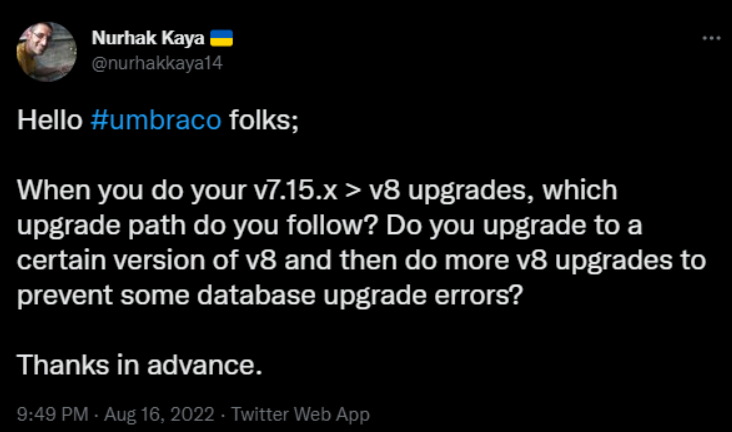 Nurhak Kaya 🇺🇦
@nurhakkaya14
Hello #umbraco folks;
When you do your v7.15.x > v8 upgrades, which
upgrade path do you follow? Do you upgrade to a
certain version of v8 and then do more v8 upgrades to
prevent some database upgrade errors?
Thanks in advance.
9:49 PM · Aug 16, 2022 · Twitter Web App